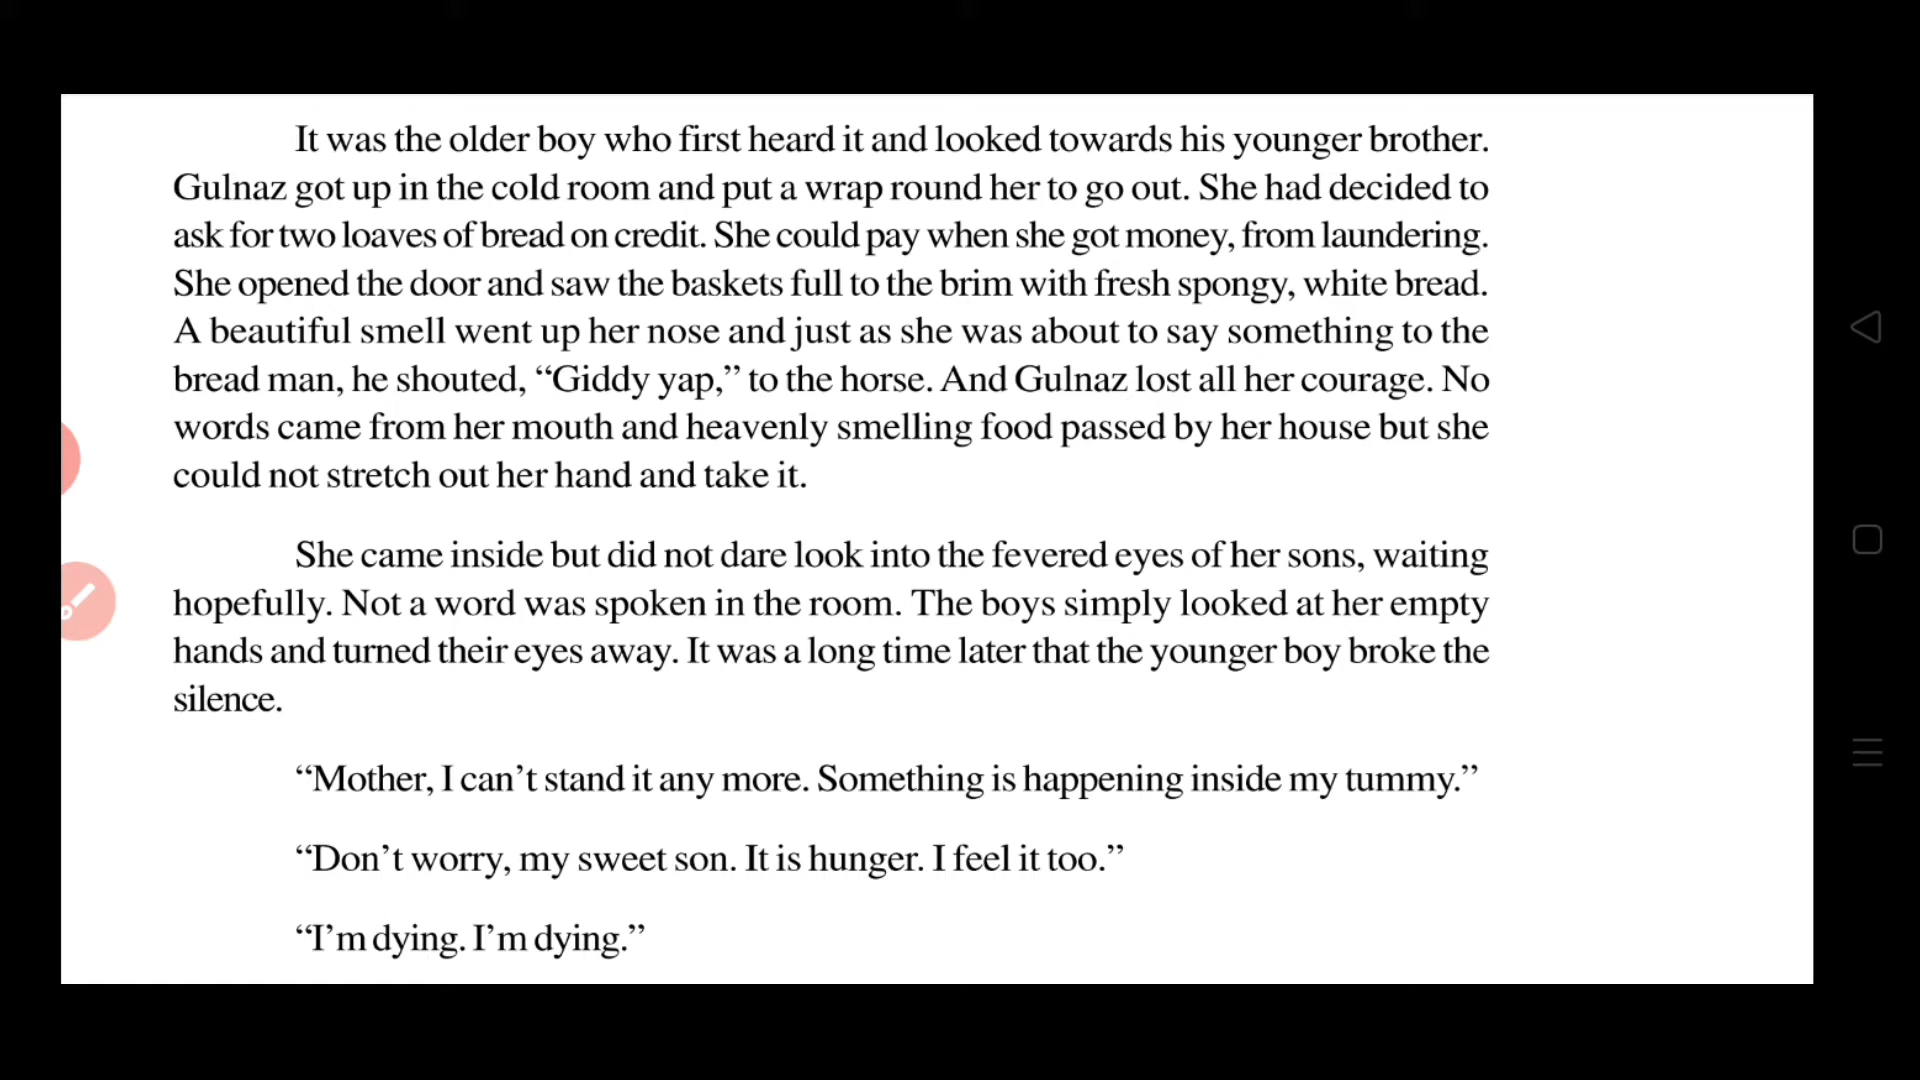 It was the older boy who first heard it and looked towards his younger brother.
Gulnaz got up in the cold room and put a wrap round her to go out. She had decided to
ask for two loaves of bread on credit. She could pay when she got money, from laundering.
She opened the door and saw the baskets full to the brim with fresh spongy, white bread.
A beautiful smell went up her nose and just as she was about to say something to the
bread man, he shouted, “Giddy yap,” to the horse. And Gulnaz lost all her courage. No
words came from her mouth and heavenly smelling food passed by her house but she
could not stretch out her hand and take it.
She came inside but did not dare look into the fevered eyes of her sons, waiting
hopefully. Not a word was spoken in the room. The boys simply looked at her empty
hands and turned their eyes away. It was a long time later that the younger boy broke the
silence.
“Mother, I can’t stand it any more. Something is happening inside my tummy.”
“Don’t worry, my sweet son. It is hunger. I feel it too.”
“I’m dying. I’m dying.”